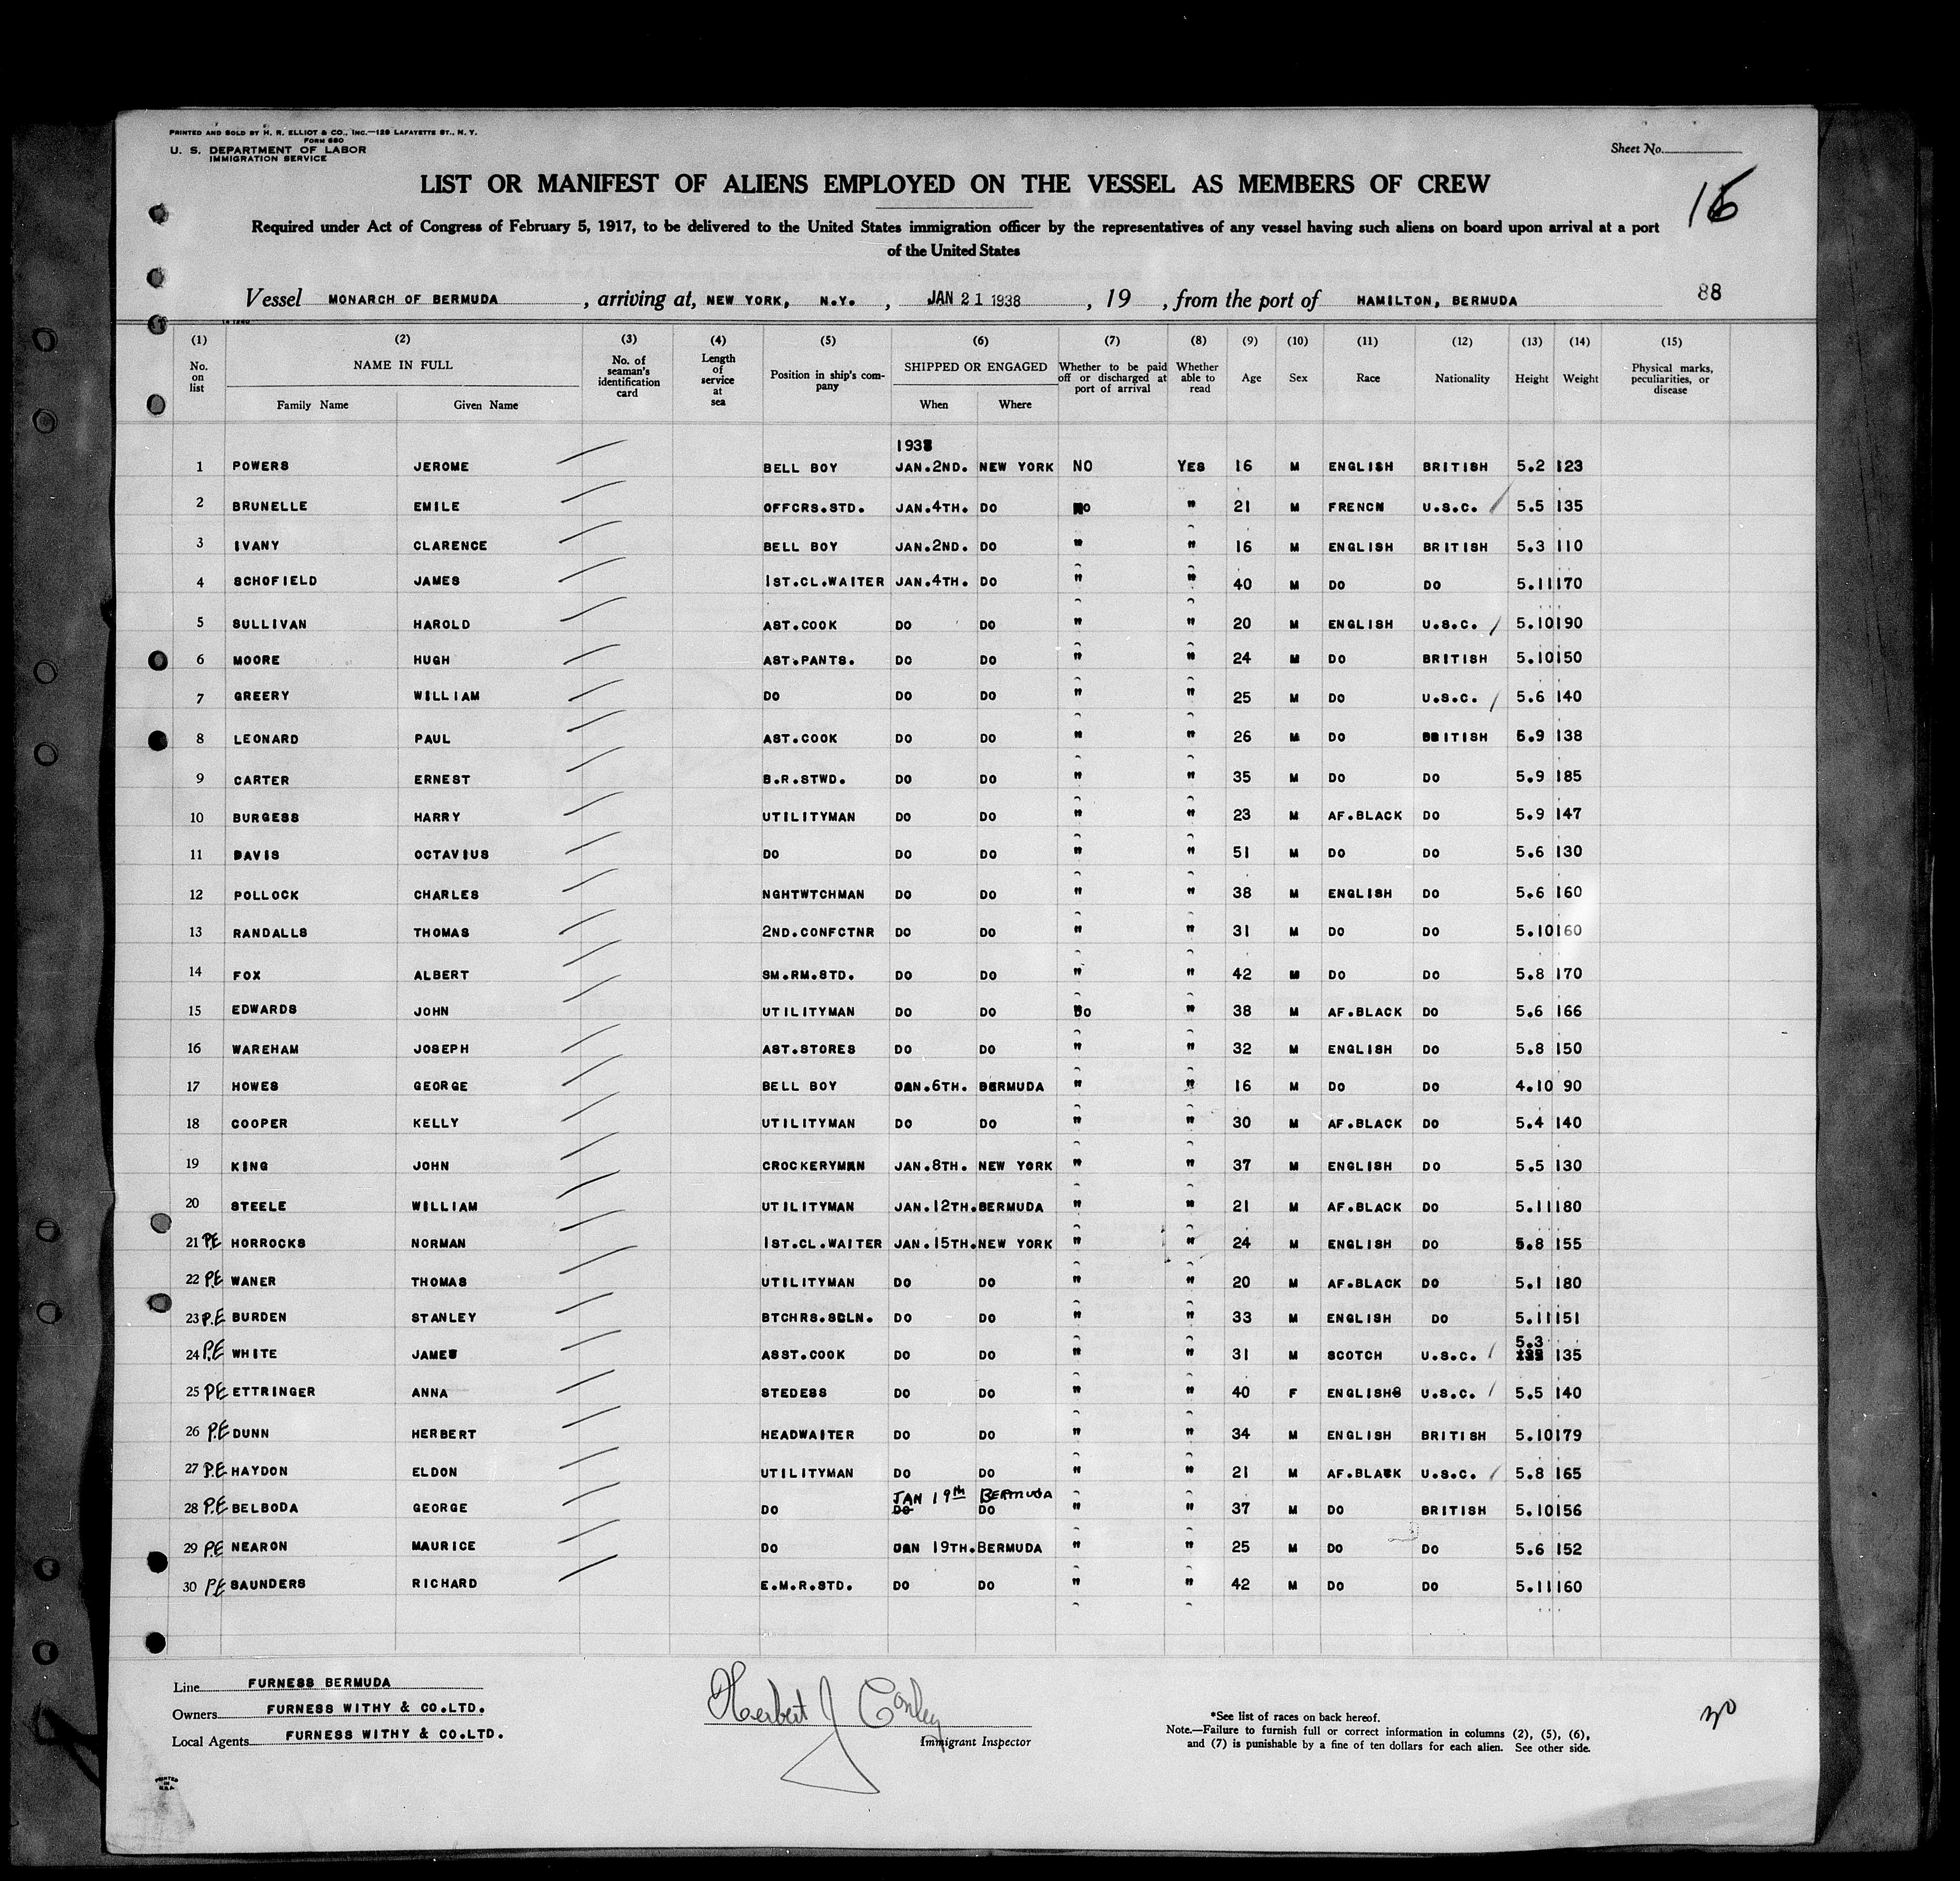 PRINTED AND SOLD BY H. R. ELLIOT & CO., INC.—129 LAFAYETTE ST., N. Y.
FORM 680
U. S. DEPARTMENT OF LABOR
IMMIGRATION SERVICE
Sheet No.
LIST OR MANIFEST OF ALIENS EMPLOYED ON THE VESSEL AS MEMBERS OF CREW
16
Required under Act of Congress of February 5, 1917, to be delivered to the United States immigration officer by the representatives of any vessel having such aliens on board upon arrival at a port
of the United States
Vessel MONARCH OF BERMUDA, arriving at, NEW YORK, N.Y., JAN 21 1938, 19 , from the port of HAMILTON, BERMUDA 88
(1) (2) (3) (4) (5) (6) (7) (8) (9) (10) (11) (12) (13) (14) (15)
No. on list NAME IN FULL Family Name Given Name No. of seaman's identification card Length of service at sea Position in ship's company SHIPPED OR ENGAGED When Where Whether to be paid off or discharged at port of arrival Whether able to read Age Sex Race Nationality Height Weight Physical marks, peculiarities, or disease
1938
1 POWERS JEROME BELL BOY JAN.2ND. NEW YORK NO YES 16 M ENGLISH BRITISH 5.2 123
2 BRUNELLE EMILE OFFCRS.STD. JAN.4TH. DO NO " 21 M FRENCH U.S.C. 5.5 135
3 IVANY CLARENCE BELL BOY JAN.2ND. DO " " 16 M ENGLISH BRITISH 5.3 110
4 SCHOFIELD JAMES 1ST.CL.WAITER JAN.4TH. DO " " 40 M DO DO 5.11 170
5 SULLIVAN HAROLD AST.COOK DO DO " " 20 M ENGLISH U.S.C. 5.10 190
6 MOORE HUGH AST.PANTS. DO DO " " 24 M DO BRITISH 5.10 150
7 GREERY WILLIAM DO DO DO " " 25 M DO U.S.C. 5.6 140
8 LEONARD PAUL AST.COOK DO DO " " 26 M DO BRITISH 5.9 138
9 CARTER ERNEST B.R.STWD. DO DO " " 35 M DO DO 5.9 185
10 BURGESS HARRY UTILITYMAN DO DO " " 23 M AF.BLACK DO 5.9 147
11 DAVIS OCTAVIUS DO DO DO " " 51 M DO DO 5.6 130
12 POLLOCK CHARLES NGHTWTCHMAN DO DO " " 38 M ENGLISH DO 5.6 160
13 RANDALLS THOMAS 2ND.CONFCTNR DO DO " " 31 M DO DO 5.10 160
14 FOX ALBERT SM.RM.STD. DO DO " " 42 M DO DO 5.8 170
15 EDWARDS JOHN UTILITYMAN DO DO DO " 38 M AF.BLACK DO 5.6 166
16 WAREHAM JOSEPH AST.STORES DO DO " " 32 M ENGLISH DO 5.8 150
17 HOWES GEORGE BELL BOY JAN.6TH. BERMUDA " " 16 M DO DO 4.10 90
18 COOPER KELLY UTILITYMAN DO DO " " 30 M AF.BLACK DO 5.4 140
19 KING JOHN CROCKERYMAN JAN.8TH. NEW YORK " " 37 M ENGLISH DO 5.5 130
20 STEELE WILLIAM UTILITYMAN JAN.12TH. BERMUDA " " 21 M AF.BLACK DO 5.11 180
21 P.E HORROCKS NORMAN 1ST.CL.WAITER JAN.15TH. NEW YORK " " 24 M ENGLISH DO 5.8 155
22 P.E WANER THOMAS UTILITYMAN DO DO " " 20 M AF.BLACK DO 5.1 180
23 P.E BURDEN STANLEY BTCHRS.SCLN. DO DO " " 33 M ENGLISH DO 5.11 151
24 P.E WHITE JAMES ASST.COOK DO DO " " 31 M SCOTCH U.S.C. 5.3 135
25 P.E ETTRINGER ANNA STEDESS DO DO " " 40 F ENGLISH U.S.C. 5.5 140
26 P.E DUNN HERBERT HEADWAITER DO DO " " 34 M ENGLISH BRITISH 5.10 179
27 P.E HAYDON ELDON UTILITYMAN DO DO " " 21 M AF.BLACK U.S.C. 5.8 165
28 P.E BELBODA GEORGE DO JAN 19th DO BERMUDA DO " " 37 M DO BRITISH 5.10 156
29 P.E NEARON MAURICE DO JAN 19TH. BERMUDA " " 25 M DO DO 5.6 152
30 P.E SAUNDERS RICHARD E.M.R.STD. DO DO " " 42 M DO DO 5.11 160
Line FURNESS BERMUDA
Owners FURNESS WITHY & CO.LTD.
Local Agents FURNESS WITHY & CO.LTD.
Herbert J Conley
Immigrant Inspector
*See list of races on back hereof.
Note.—Failure to furnish full or correct information in columns (2), (5), (6),
and (7) is punishable by a fine of ten dollars for each alien. See other side.
30
PRINTED IN U.S.A.